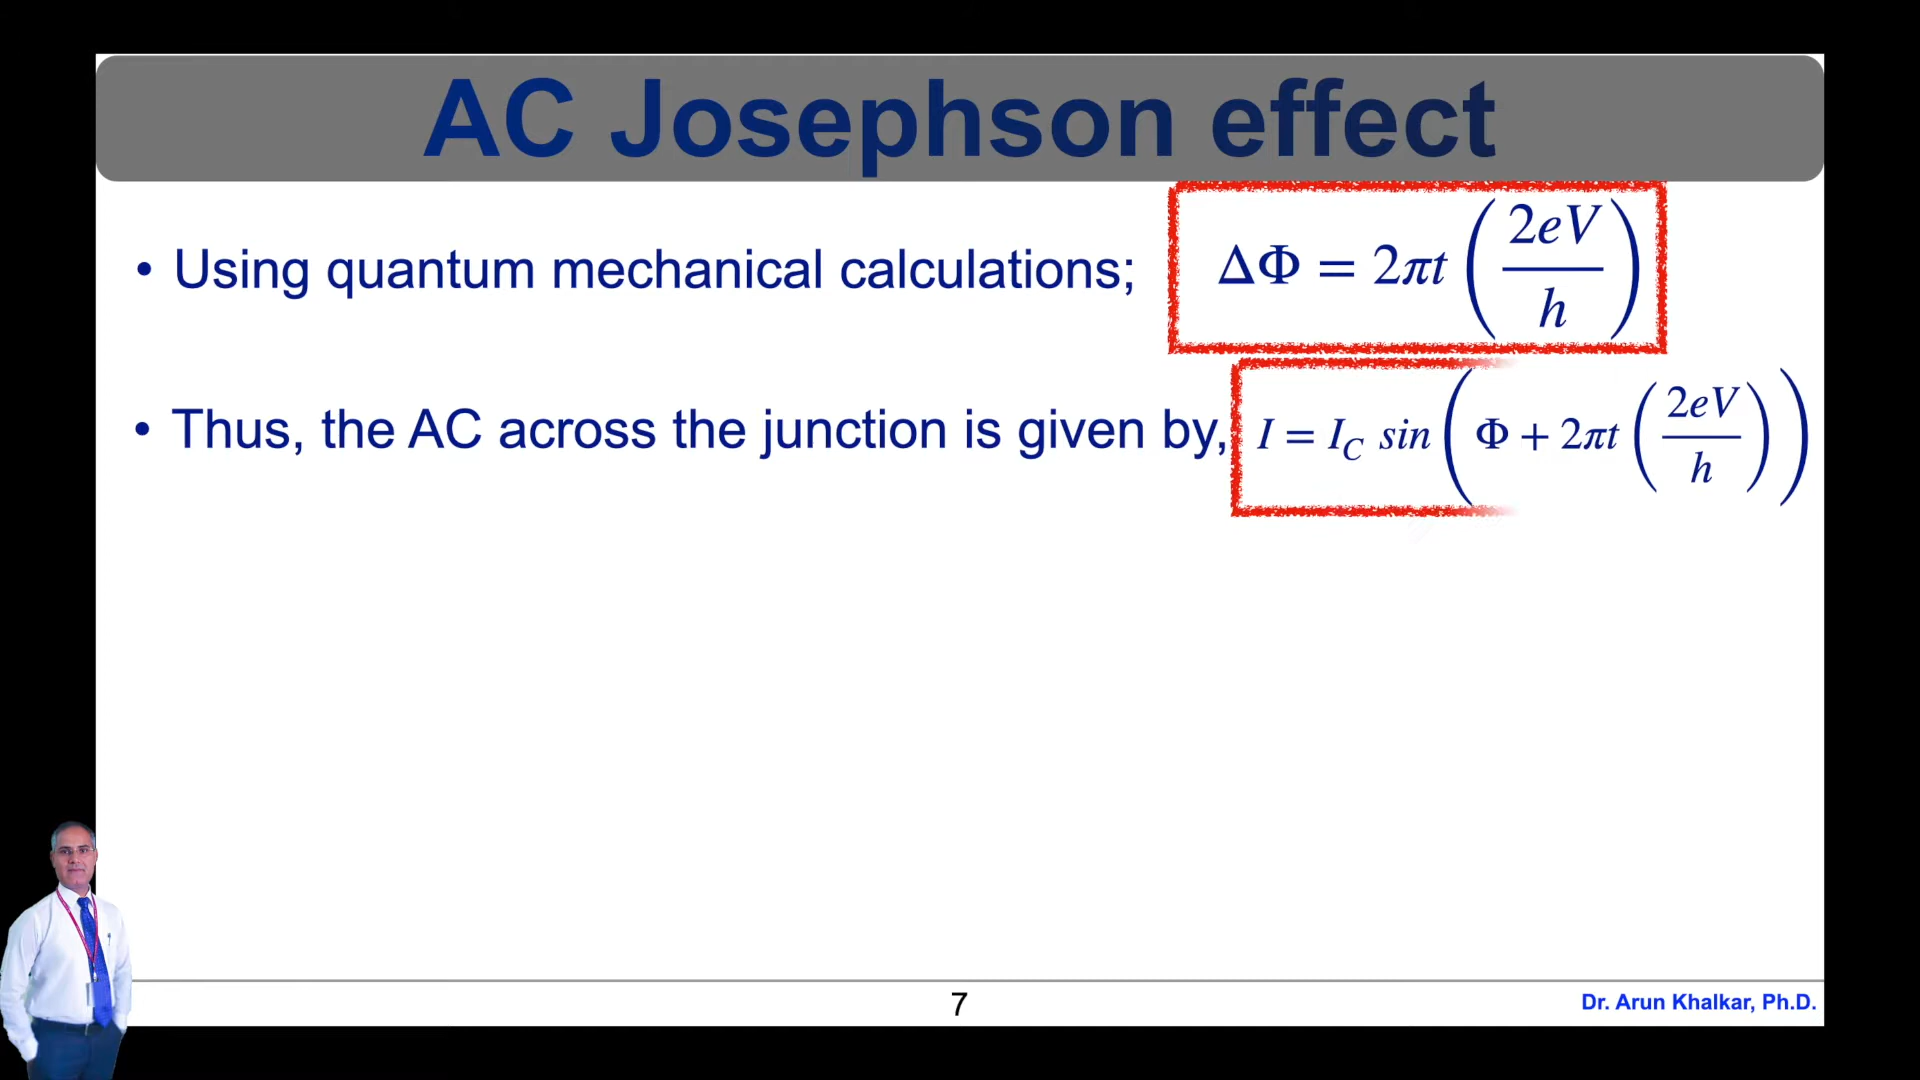 AC Josephson effect
• Using quantum mechanical calculations; ΔΦ = 2πt (2eV/h)
• Thus, the AC across the junction is given by, I = I_C sin(Φ + 2πt (2eV/h))
7
Dr. Arun Khalkar, Ph.D.